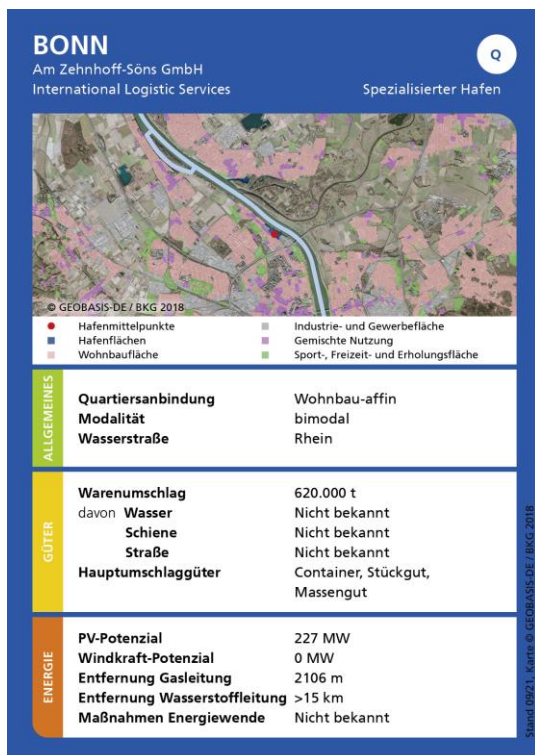 BONN
Am Zehnhoff-Söns GmbH
International Logistic Services
Q
Spezialisierter Hafen
© GEOBASIS-DE / BKG 2018
Hafenmittelpunkte
Hafenflächen
Wohnbaufläche
Industrie- und Gewerbefläche
Gemischte Nutzung
Sport-, Freizeit- und Erholungsfläche
ALLGEMEINES
Quartiersanbindung Wohnbau-affin
Modalität bimodal
Wasserstraße Rhein
GÜTER
Warenumschlag 620.000 t
davon Wasser Nicht bekannt
Schiene Nicht bekannt
Straße Nicht bekannt
Hauptumschlaggüter Container, Stückgut,
Massengut
ENERGIE
PV-Potenzial 227 MW
Windkraft-Potenzial 0 MW
Entfernung Gasleitung 2106 m
Entfernung Wasserstoffleitung >15 km
Maßnahmen Energiewende Nicht bekannt
Stand 09/21, Karte © GEOBASIS-DE / BKG 2018